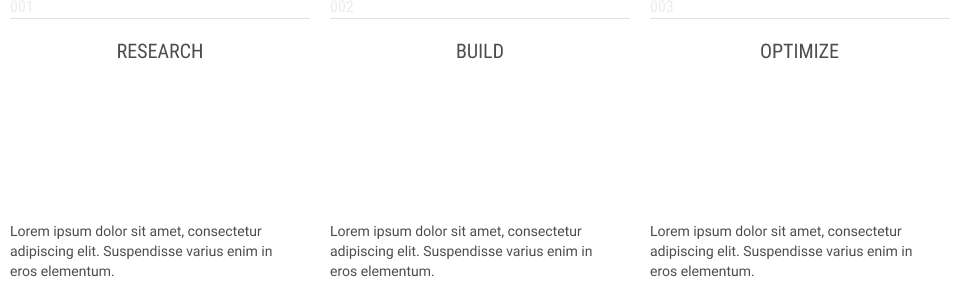 001
002
003
RESEARCH
BUILD
OPTIMIZE
Lorem ipsum dolor sit amet, consectetur
adipiscing elit. Suspendisse varius enim in
eros elementum.
Lorem ipsum dolor sit amet, consectetur
adipiscing elit. Suspendisse varius enim in
eros elementum.
Lorem ipsum dolor sit amet, consectetur
adipiscing elit. Suspendisse varius enim in
eros elementum.